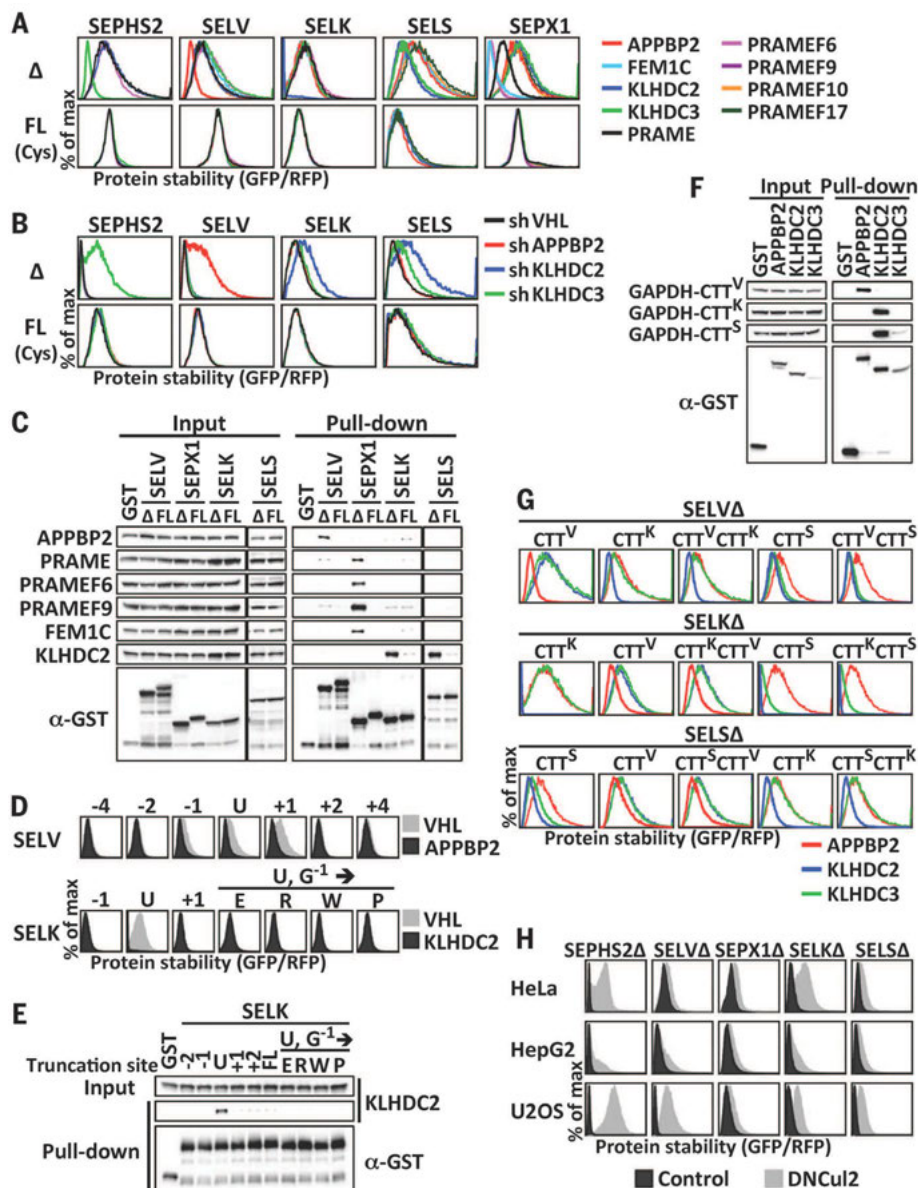 A
SEPHS2 SELV SELK SELS SEPX1
Δ
FL
(Cys)
% of max
Protein stability (GFP/RFP)
APPBP2
FEM1C
KLHDC2
KLHDC3
PRAME
PRAMEF6
PRAMEF9
PRAMEF10
PRAMEF17
B
SEPHS2 SELV SELK SELS
Δ
FL
(Cys)
% of max
Protein stability (GFP/RFP)
sh VHL
sh APPBP2
sh KLHDC2
sh KLHDC3
C
Input Pull-down
GST SELV SEPX1 SELK SELS GST SELV SEPX1 SELK SELS
Δ FL Δ FL Δ FL Δ FL Δ FL Δ FL Δ FL Δ FL
APPBP2
PRAME
PRAMEF6
PRAMEF9
FEM1C
KLHDC2
α-GST
D
-4 -2 -1 U +1 +2 +4
SELV
VHL
APPBP2
U, G⁻¹ →
-1 U +1 E R W P
SELK
VHL
KLHDC2
% of max
Protein stability (GFP/RFP)
E
SELK
U, G⁻¹ →
Truncation site GST -2 -1 U +1 +2 FL E R W P
Input
KLHDC2
Pull-down
α-GST
F
Input Pull-down
GST APPBP2 KLHDC2 KLHDC3 GST APPBP2 KLHDC2 KLHDC3
GAPDH-CTTⱽ
GAPDH-CTTᴷ
GAPDH-CTTˢ
α-GST
G
SELVΔ
CTTⱽ CTTᴷ CTTⱽCTTᴷ CTTˢ CTTⱽCTTˢ
SELKΔ
CTTᴷ CTTⱽ CTTᴷCTTⱽ CTTˢ CTTᴷCTTˢ
SELSΔ
CTTˢ CTTⱽ CTTˢCTTⱽ CTTᴷ CTTˢCTTᴷ
% of max
Protein stability (GFP/RFP)
APPBP2
KLHDC2
KLHDC3
H
SEPHS2Δ SELVΔ SEPX1Δ SELKΔ SELSΔ
HeLa
HepG2
U2OS
% of max
Protein stability (GFP/RFP)
Control DNCul2